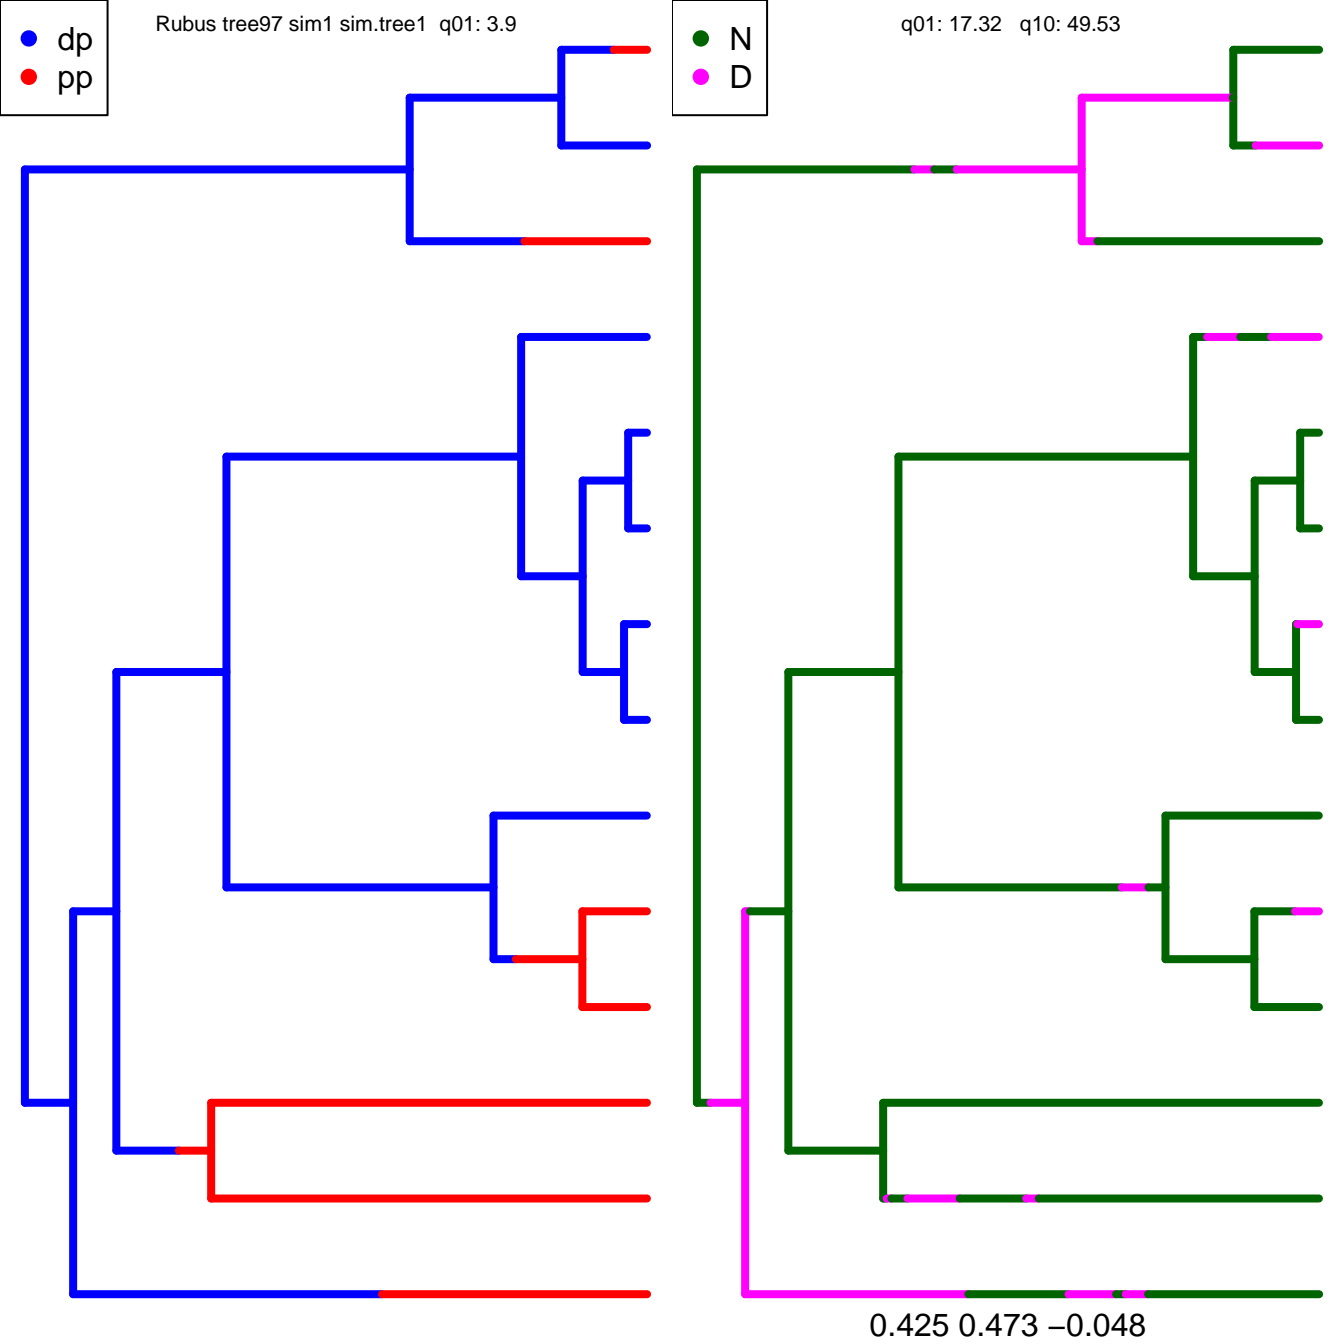 dp
pp
Rubus tree97 sim1 sim.tree1 q01: 3.9
N
D
q01: 17.32 q10: 49.53
0.425 0.473 −0.048